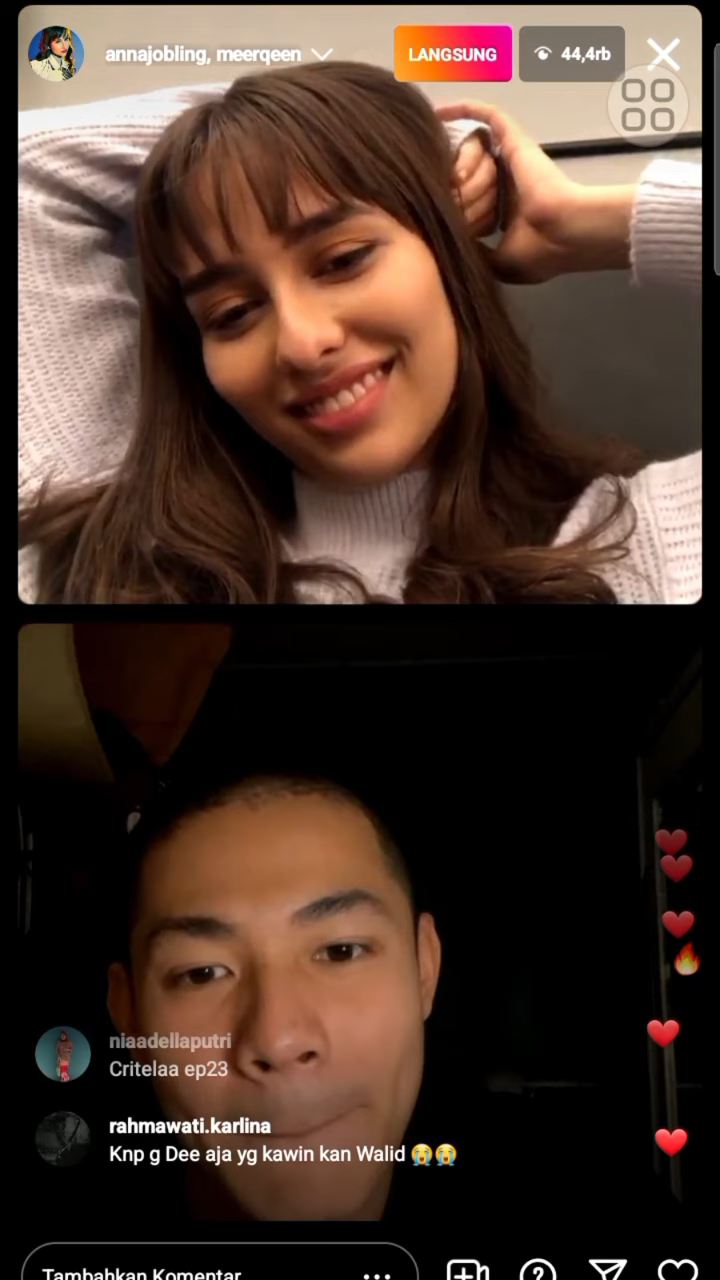 annajobling, meerqeen
LANGSUNG
44,4rb
niaadellaputri
Critelaa ep23
rahmawati.karlina
Knp g Dee aja yg kawin kan Walid 😭😭
Tambahkan Komentar